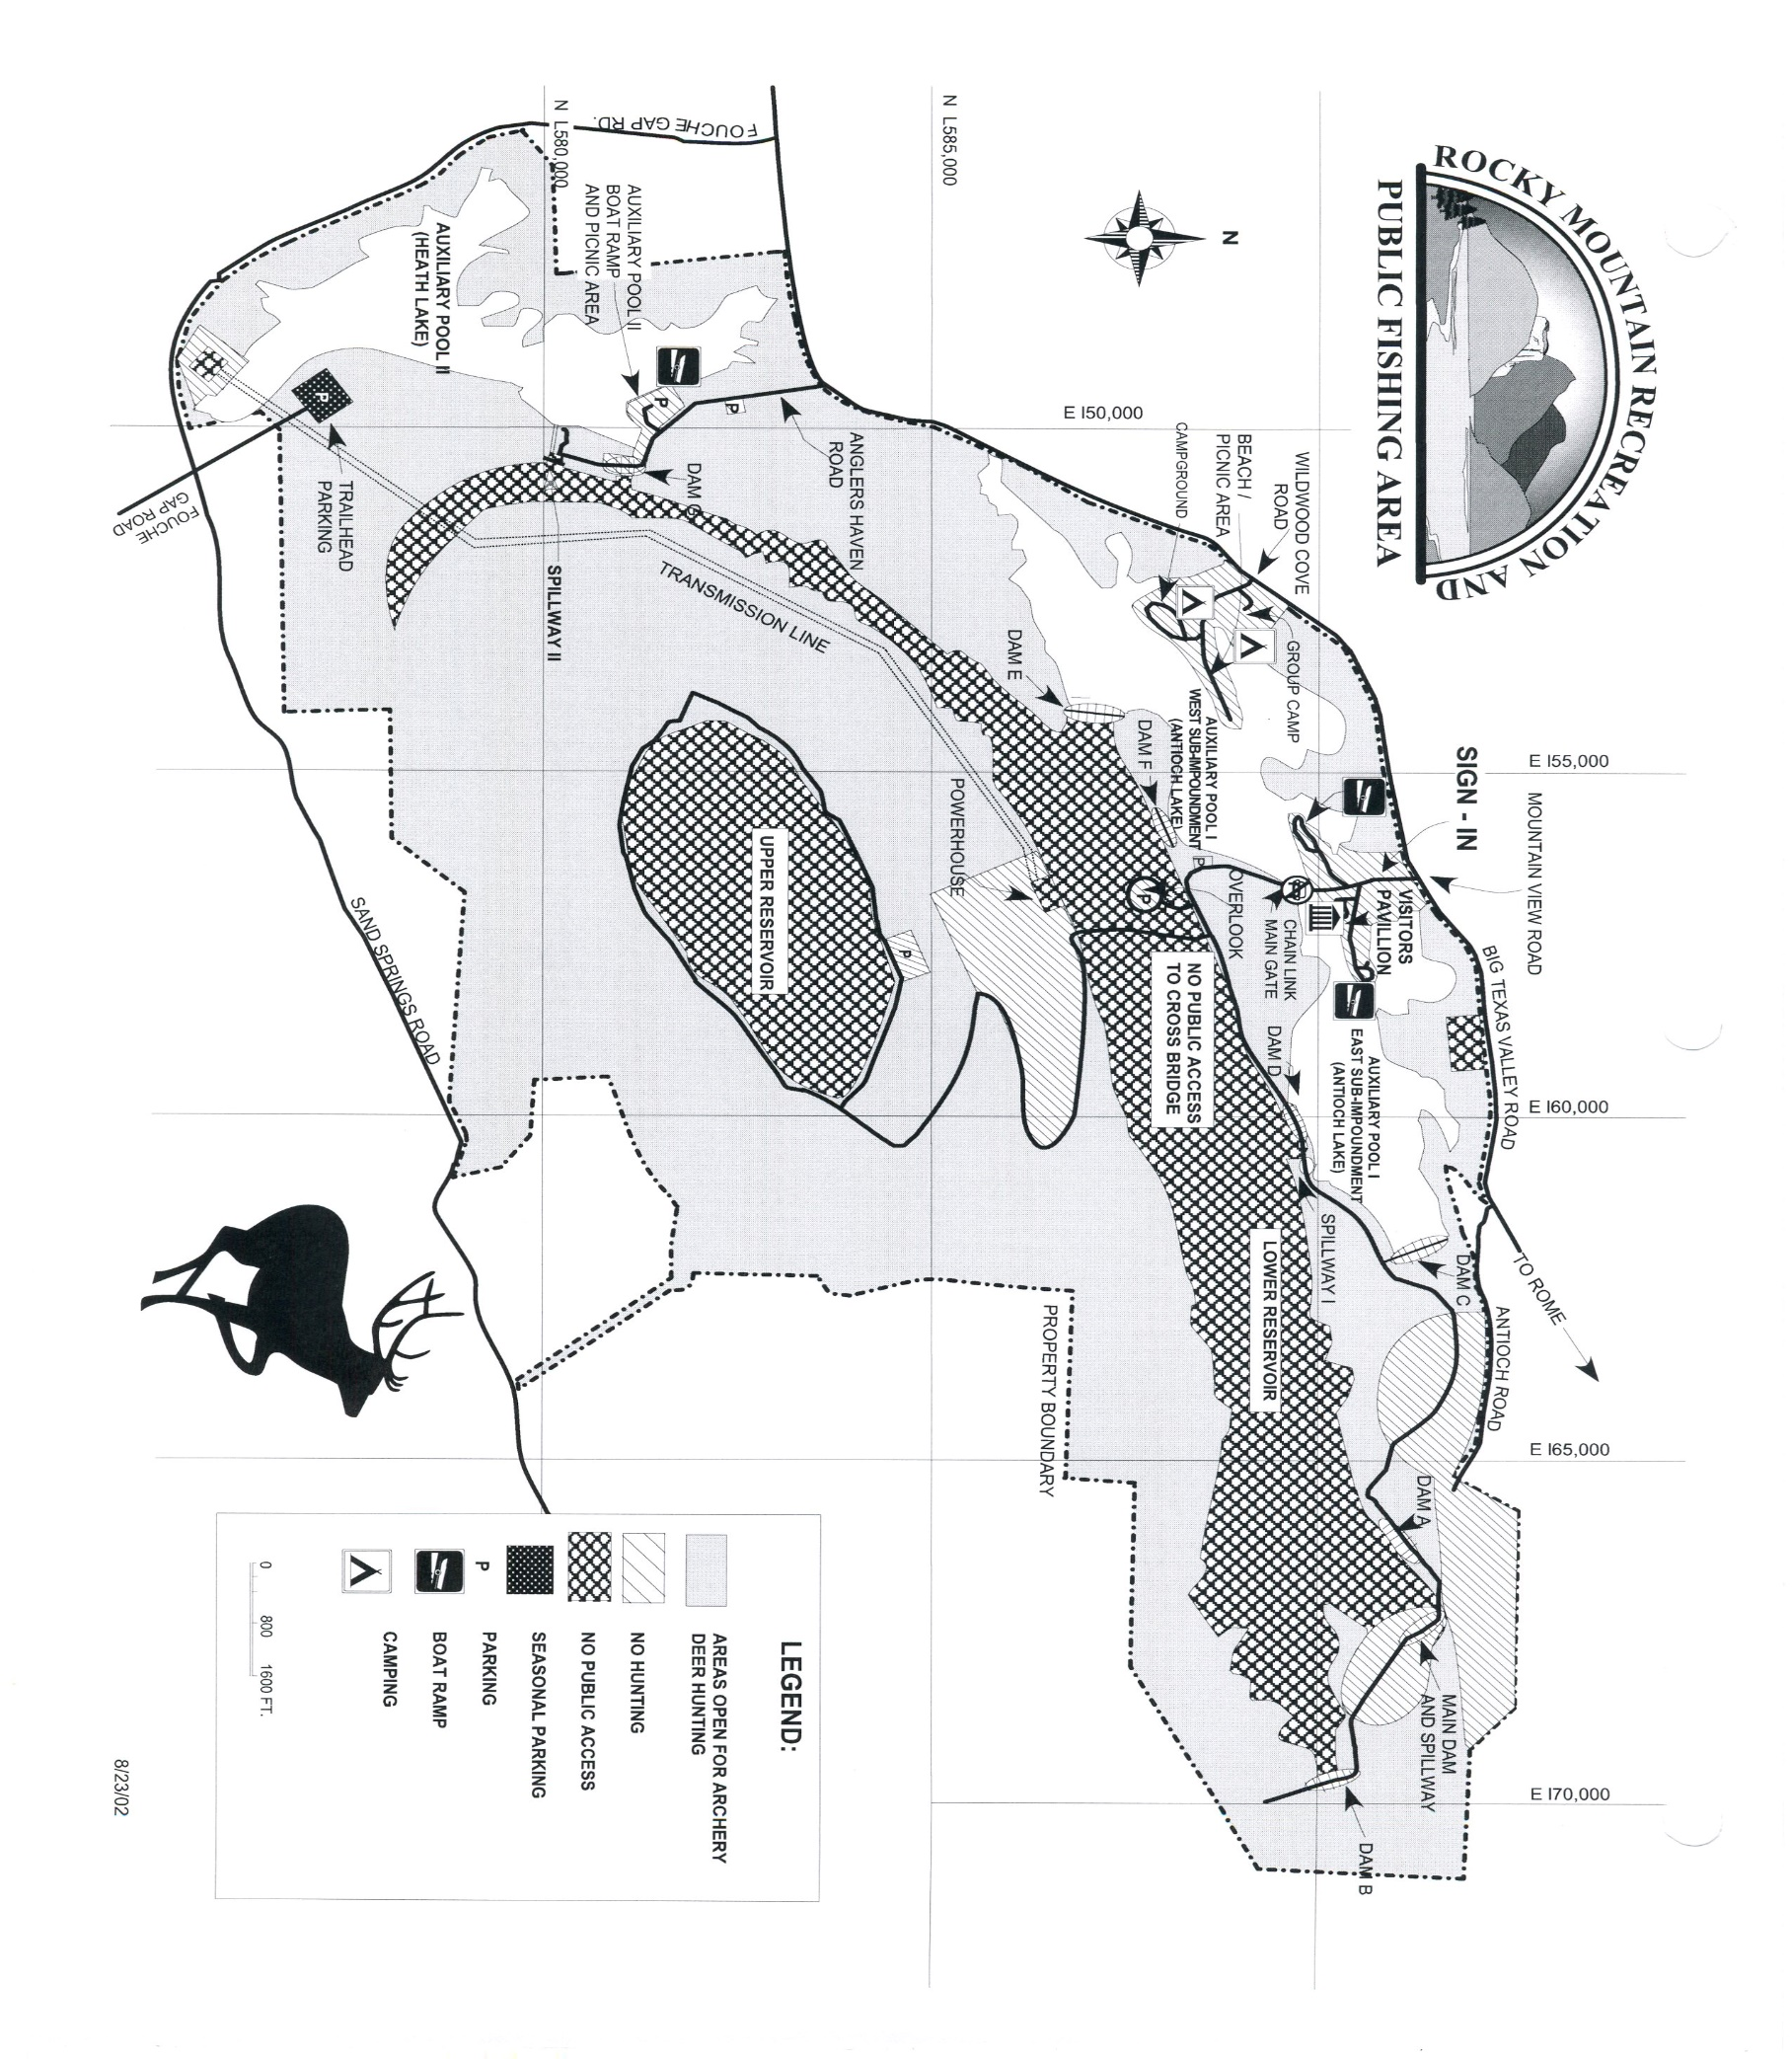 ROCKY MOUNTAIN RECREATION AND
PUBLIC FISHING AREA
N
N L580,000
N L585,000
E I50,000
E I55,000
E I60,000
E I65,000
E I70,000
FOUCHE GAP RD.
AUXILIARY POOL II
BOAT RAMP
AND PICNIC AREA
AUXILIARY POOL II
(HEATH LAKE)
P
P
P
TRAILHEAD
PARKING
FOUCHE
GAP ROAD
DAM G
ANGLERS HAVEN
ROAD
SPILLWAY II
TRANSMISSION LINE
CAMPGROUND
BEACH /
PICNIC AREA
WILDWOOD COVE
ROAD
GROUP CAMP
DAM E
DAM F
AUXILIARY POOL I
WEST SUB-IMPOUNDMENT
(ANTIOCH LAKE)
SIGN - IN
MOUNTAIN VIEW ROAD
VISITORS
PAVILLION
BIG TEXAS VALLEY ROAD
P
P
OVERLOOK
CHAIN LINK
MAIN GATE
POWERHOUSE
UPPER RESERVOIR
P
NO PUBLIC ACCESS
TO CROSS BRIDGE
DAM D
AUXILIARY POOL I
EAST SUB-IMPOUNDMENT
(ANTIOCH LAKE)
SAND SPRINGS ROAD
SPILLWAY I
LOWER RESERVOIR
DAM C
TO ROME
ANTIOCH ROAD
PROPERTY BOUNDARY
DAM A
MAIN DAM
AND SPILLWAY
DAM B
LEGEND:
AREAS OPEN FOR ARCHERY
DEER HUNTING
NO HUNTING
NO PUBLIC ACCESS
SEASONAL PARKING
P PARKING
BOAT RAMP
CAMPING
0 800 1600 FT.
8/23/02